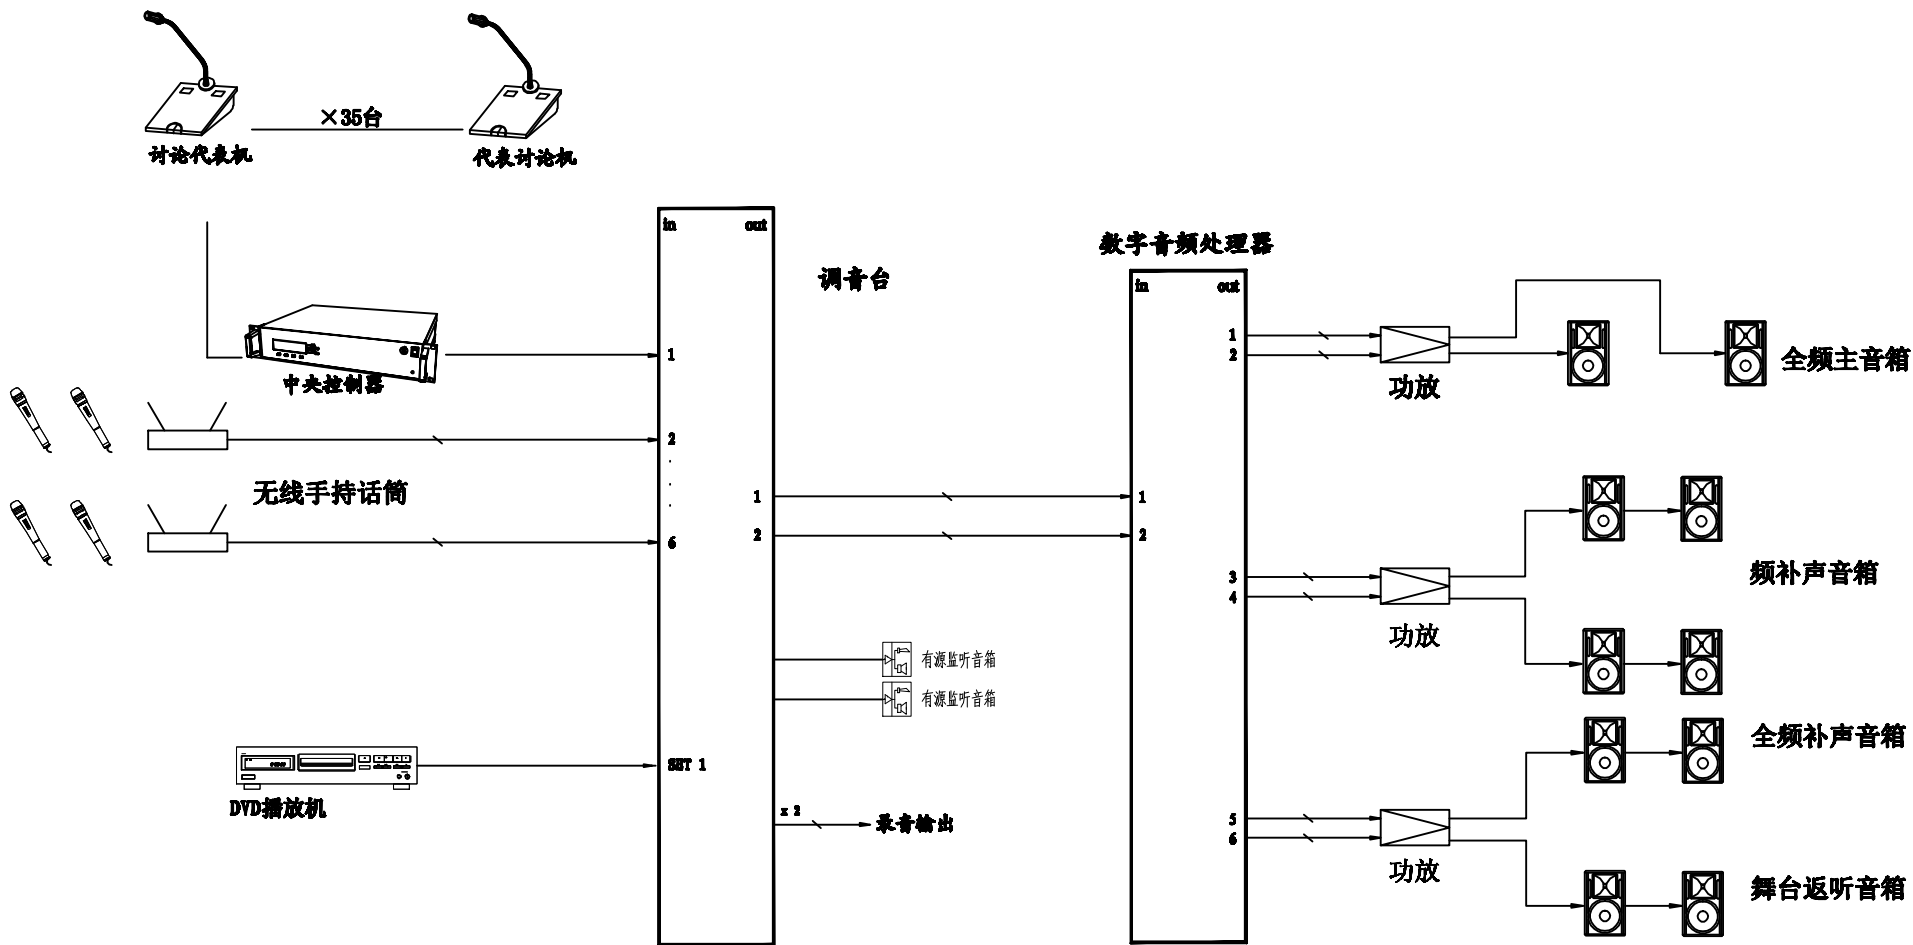 ×35台
讨论代表机
代表讨论机
in out
数字音频处理器
调音台
in out
1
2
全频主音箱
功放
1
中央控制器
2
无线手持话筒
1
1
2
2
6
3
4
频补声音箱
功放
有源监听音箱
有源监听音箱
全频补声音箱
SET 1
DVD播放机
x 2
录音输出
5
6
功放
舞台返听音箱